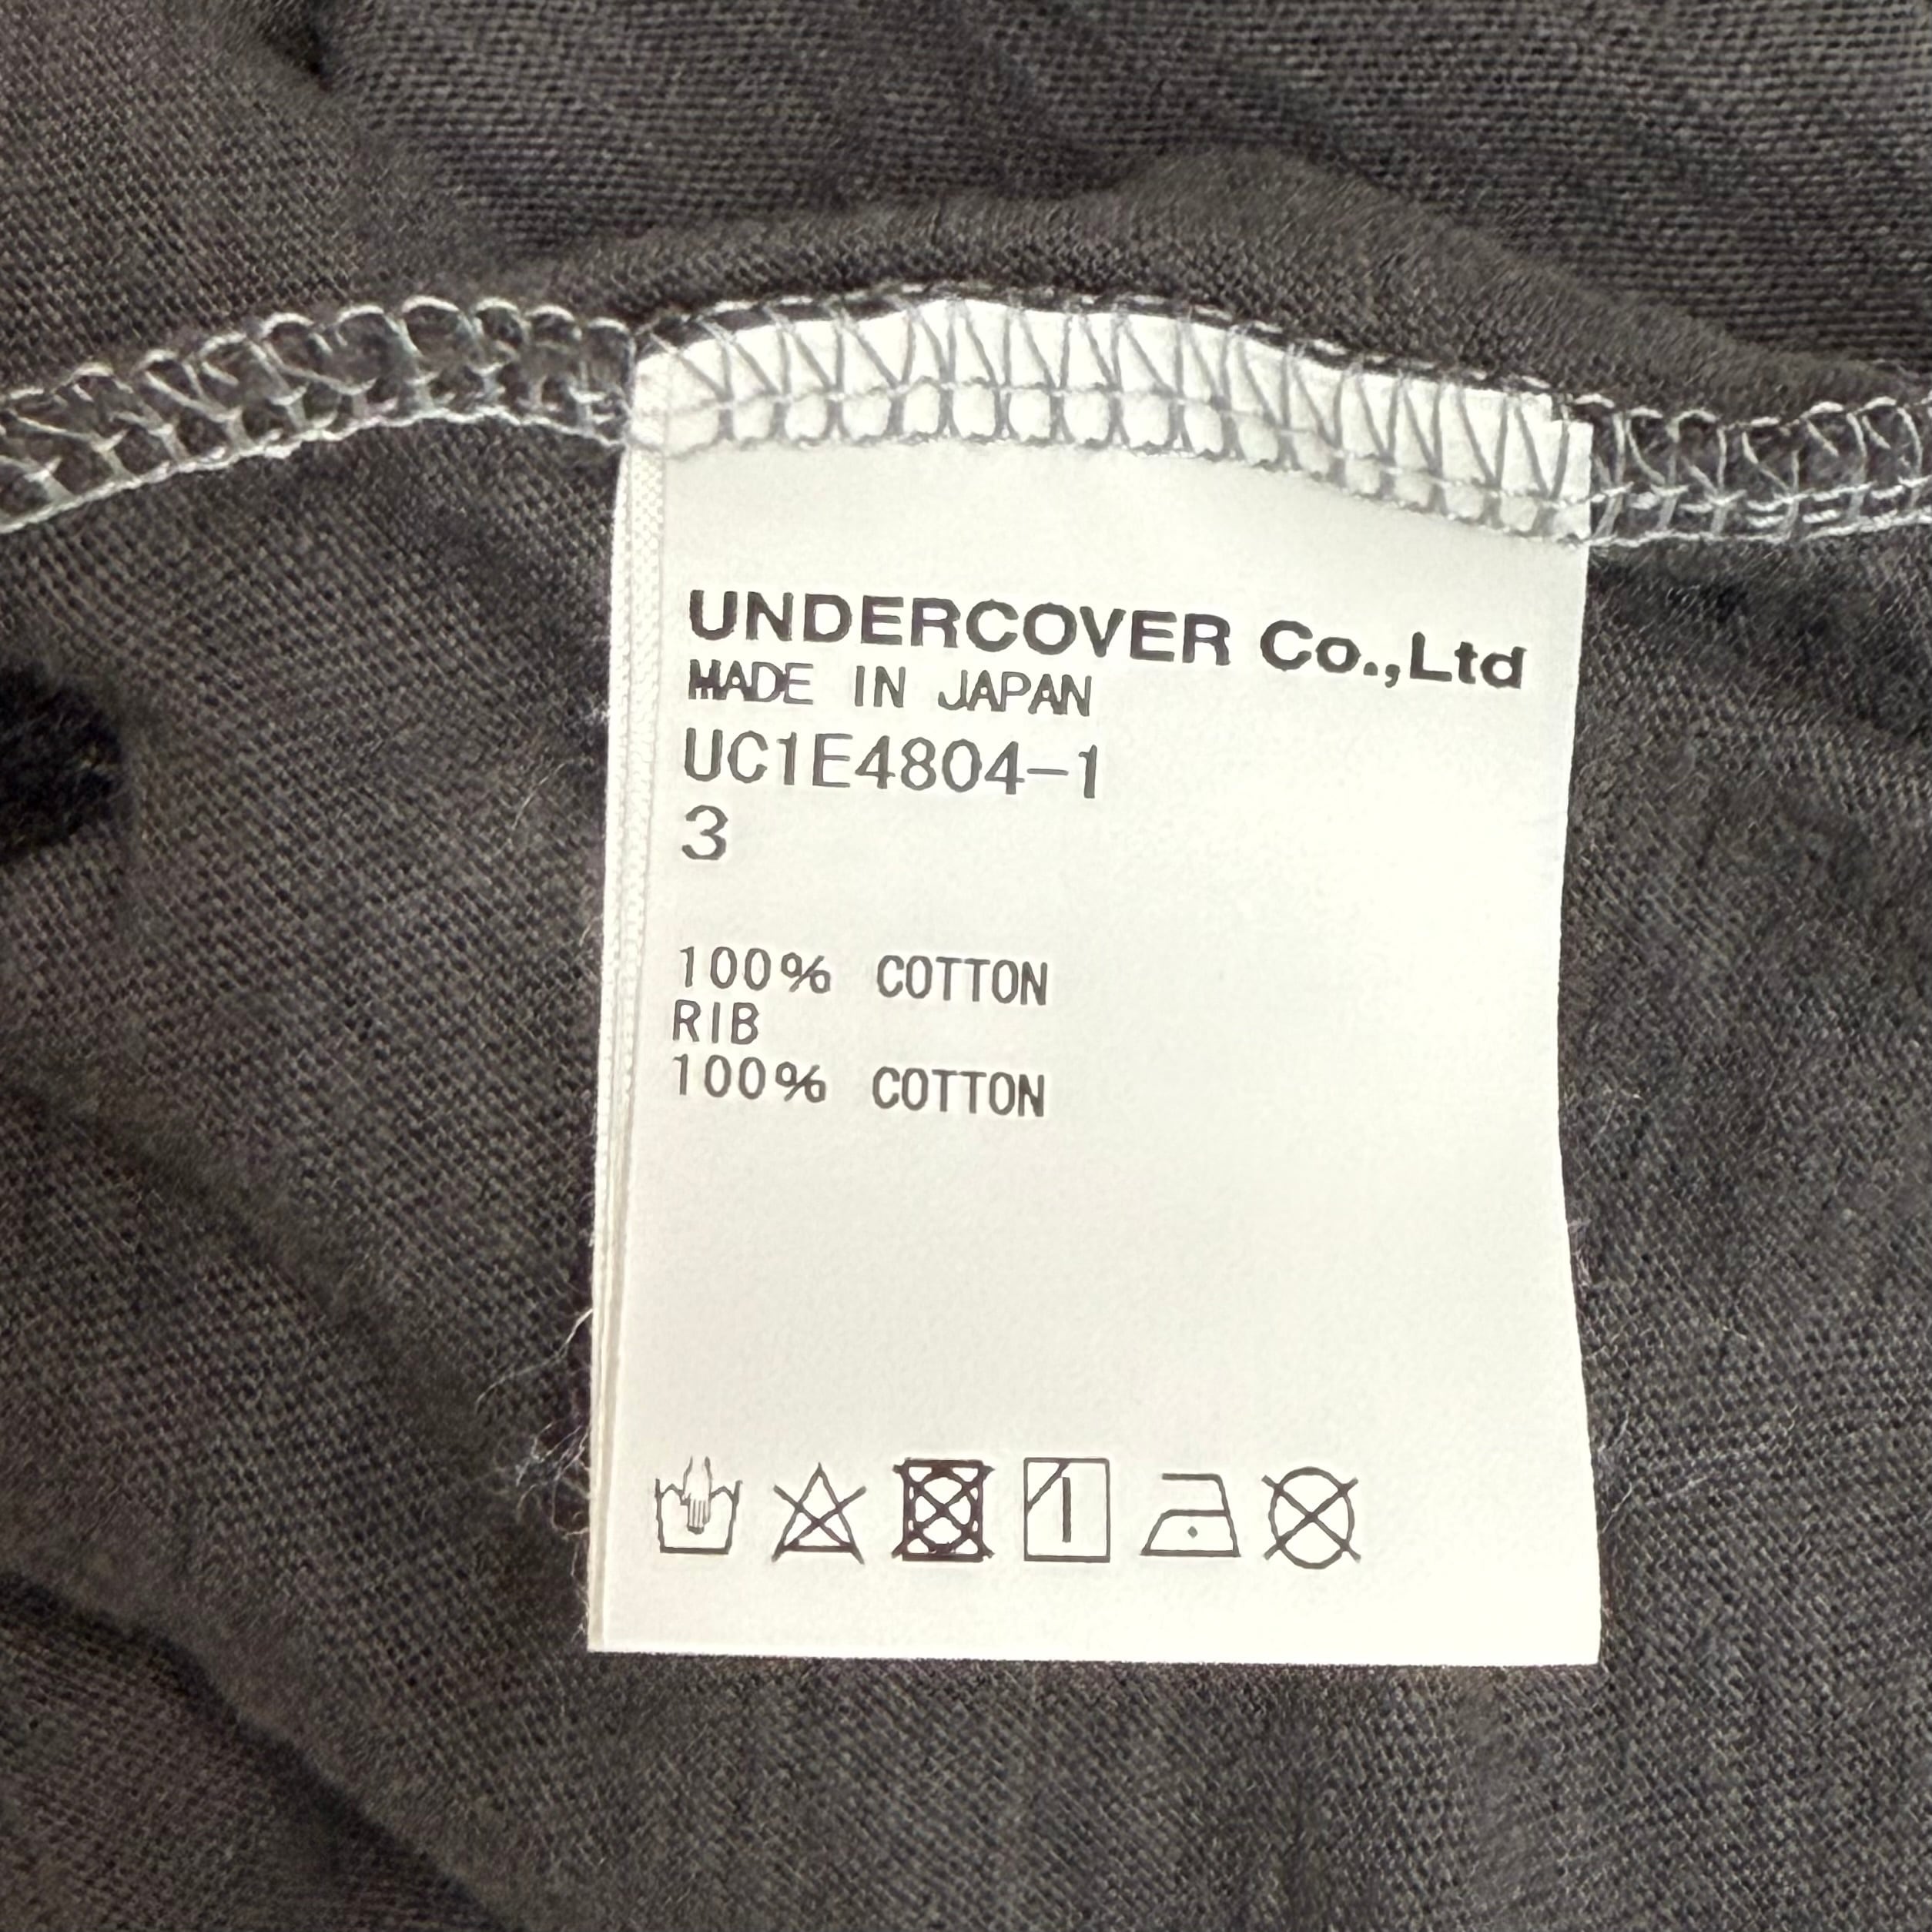 UNDERCOVER Co.,Ltd
MADE IN JAPAN
UC1E4804-1
3
100% COTTON
RIB
100% COTTON